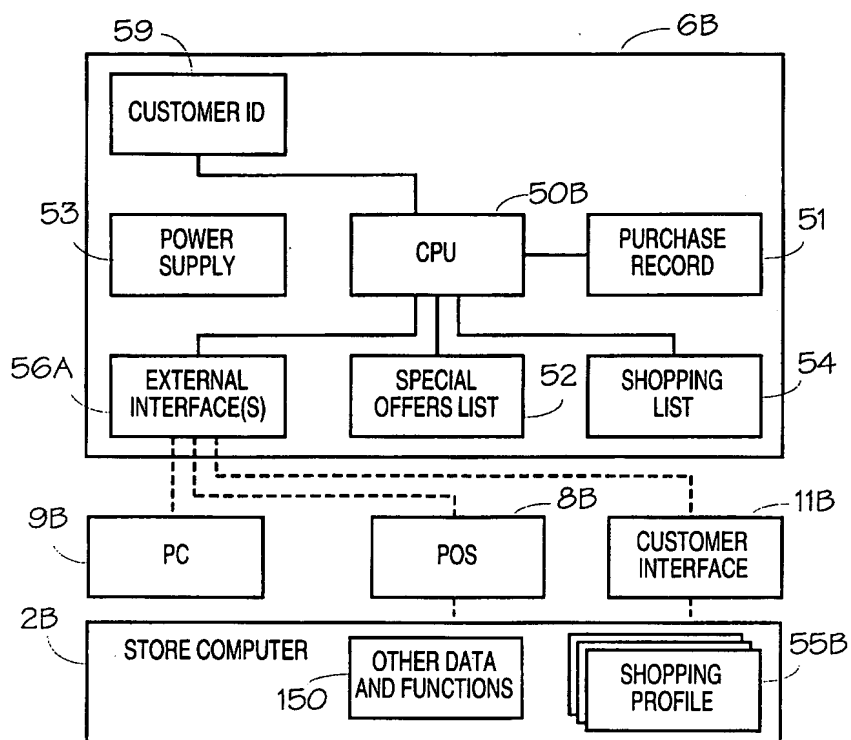 59
6B
CUSTOMER ID
50B
53
POWER
SUPPLY
CPU
PURCHASE
RECORD
51
56A
EXTERNAL
INTERFACE(S)
SPECIAL
OFFERS LIST
52
SHOPPING
LIST
54
9B
PC
8B
POS
11B
CUSTOMER
INTERFACE
2B
STORE COMPUTER
150
OTHER DATA
AND FUNCTIONS
SHOPPING
PROFILE
55B